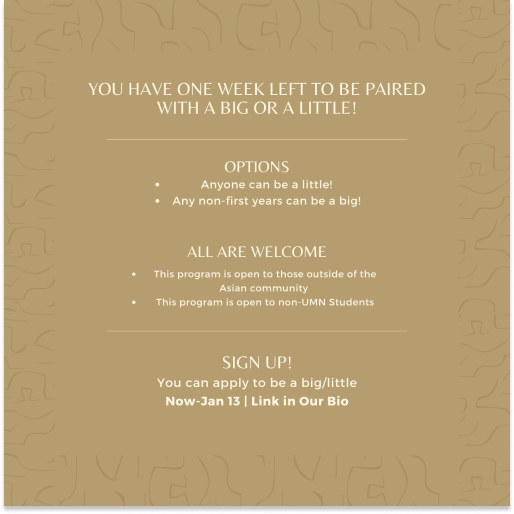 YOU HAVE ONE WEEK LEFT TO BE PAIRED
WITH A BIG OR A LITTLE!
OPTIONS
• Anyone can be a little!
• Any non-first years can be a big!
ALL ARE WELCOME
• This program is open to those outside of the
Asian community
• This program is open to non-UMN Students
SIGN UP!
You can apply to be a big/little
Now-Jan 13 | Link in Our Bio